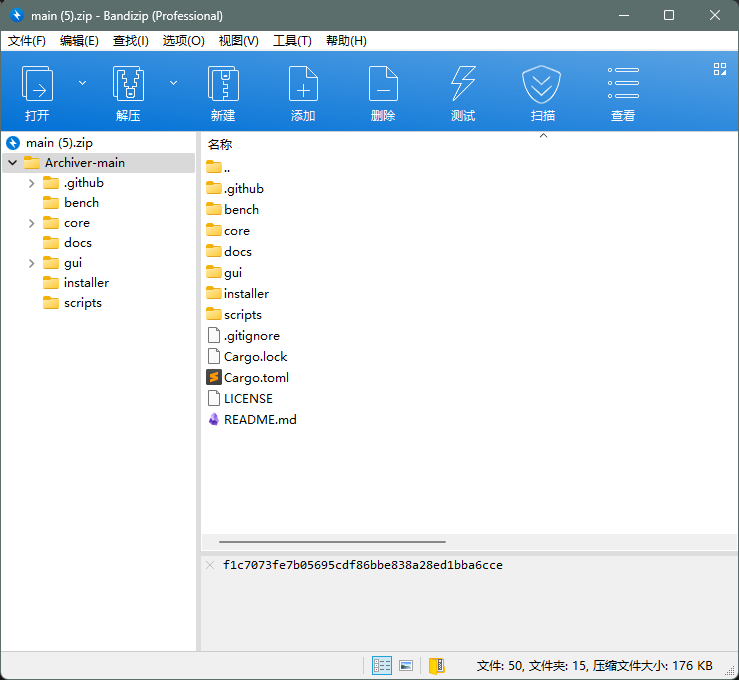 main (5).zip - Bandizip (Professional)
文件(F) 编辑(E) 查找(I) 选项(O) 视图(V) 工具(T) 帮助(H)
打开 解压 新建 添加 删除 测试 扫描 查看
main (5).zip
Archiver-main
.github
bench
core
docs
gui
installer
scripts
名称
..
.github
bench
core
docs
gui
installer
scripts
.gitignore
Cargo.lock
Cargo.toml
LICENSE
README.md
f1c7073fe7b05695cdf86bbe838a28ed1bba6cce
文件: 50, 文件夹: 15, 压缩文件大小: 176 KB